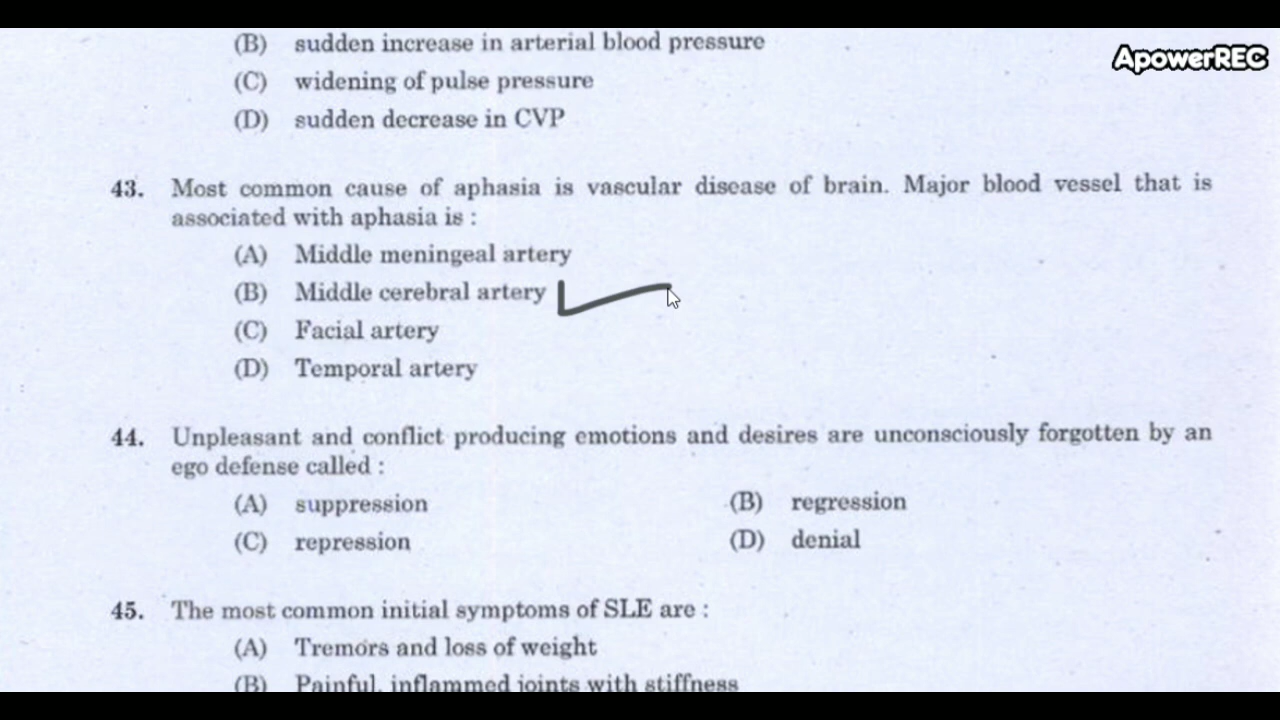 (B) sudden increase in arterial blood pressure
ApowerREC
(C) widening of pulse pressure
(D) sudden decrease in CVP
43. Most common cause of aphasia is vascular disease of brain. Major blood vessel that is
associated with aphasia is :
(A) Middle meningeal artery
(B) Middle cerebral artery
(C) Facial artery
(D) Temporal artery
44. Unpleasant and conflict producing emotions and desires are unconsciously forgotten by an
ego defense called :
(A) suppression (B) regression
(C) repression (D) denial
45. The most common initial symptoms of SLE are :
(A) Tremors and loss of weight
(B) Painful, inflammed joints with stiffness